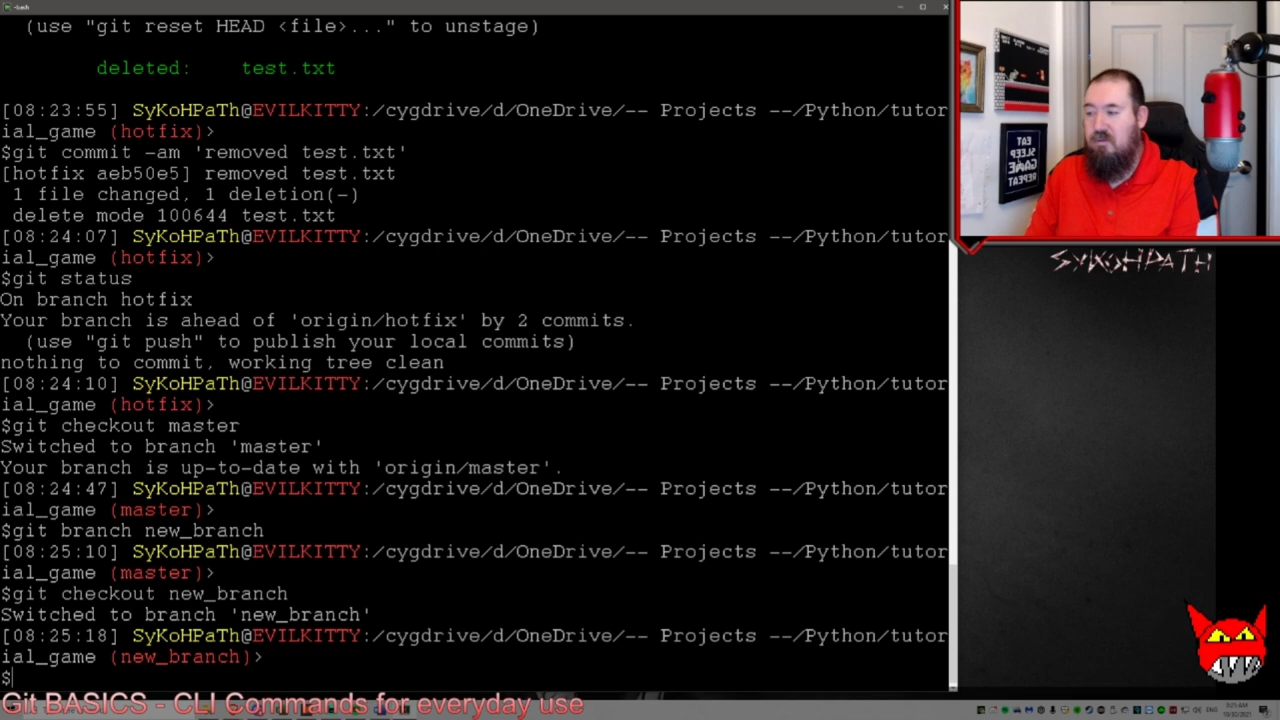 ~kash
(use "git reset HEAD <file>..." to unstage)
deleted:    test.txt
[08:23:55] SyKoHPaTh@EVILKITTY:/cygdrive/d/OneDrive/-- Projects --/Python/tutor
ial_game (hotfix)>
$git commit -am 'removed test.txt'
[hotfix aeb50e5] removed test.txt
1 file changed, 1 deletion(-)
delete mode 100644 test.txt
[08:24:07] SyKoHPaTh@EVILKITTY:/cygdrive/d/OneDrive/-- Projects --/Python/tutor
ial_game (hotfix)>
$git status
On branch hotfix
Your branch is ahead of 'origin/hotfix' by 2 commits.
(use "git push" to publish your local commits)
nothing to commit, working tree clean
[08:24:10] SyKoHPaTh@EVILKITTY:/cygdrive/d/OneDrive/-- Projects --/Python/tutor
ial_game (hotfix)>
$git checkout master
Switched to branch 'master'
Your branch is up-to-date with 'origin/master'.
[08:24:47] SyKoHPaTh@EVILKITTY:/cygdrive/d/OneDrive/-- Projects --/Python/tutor
ial_game (master)>
$git branch new_branch
[08:25:10] SyKoHPaTh@EVILKITTY:/cygdrive/d/OneDrive/-- Projects --/Python/tutor
ial_game (master)>
$git checkout new_branch
Switched to branch 'new_branch'
[08:25:18] SyKoHPaTh@EVILKITTY:/cygdrive/d/OneDrive/-- Projects --/Python/tutor
ial_game (new_branch)>
$
EAT
SLEEP
GAME
REPEAT
SYKOHPATH
Git BASICS - CLI Commands for everyday use